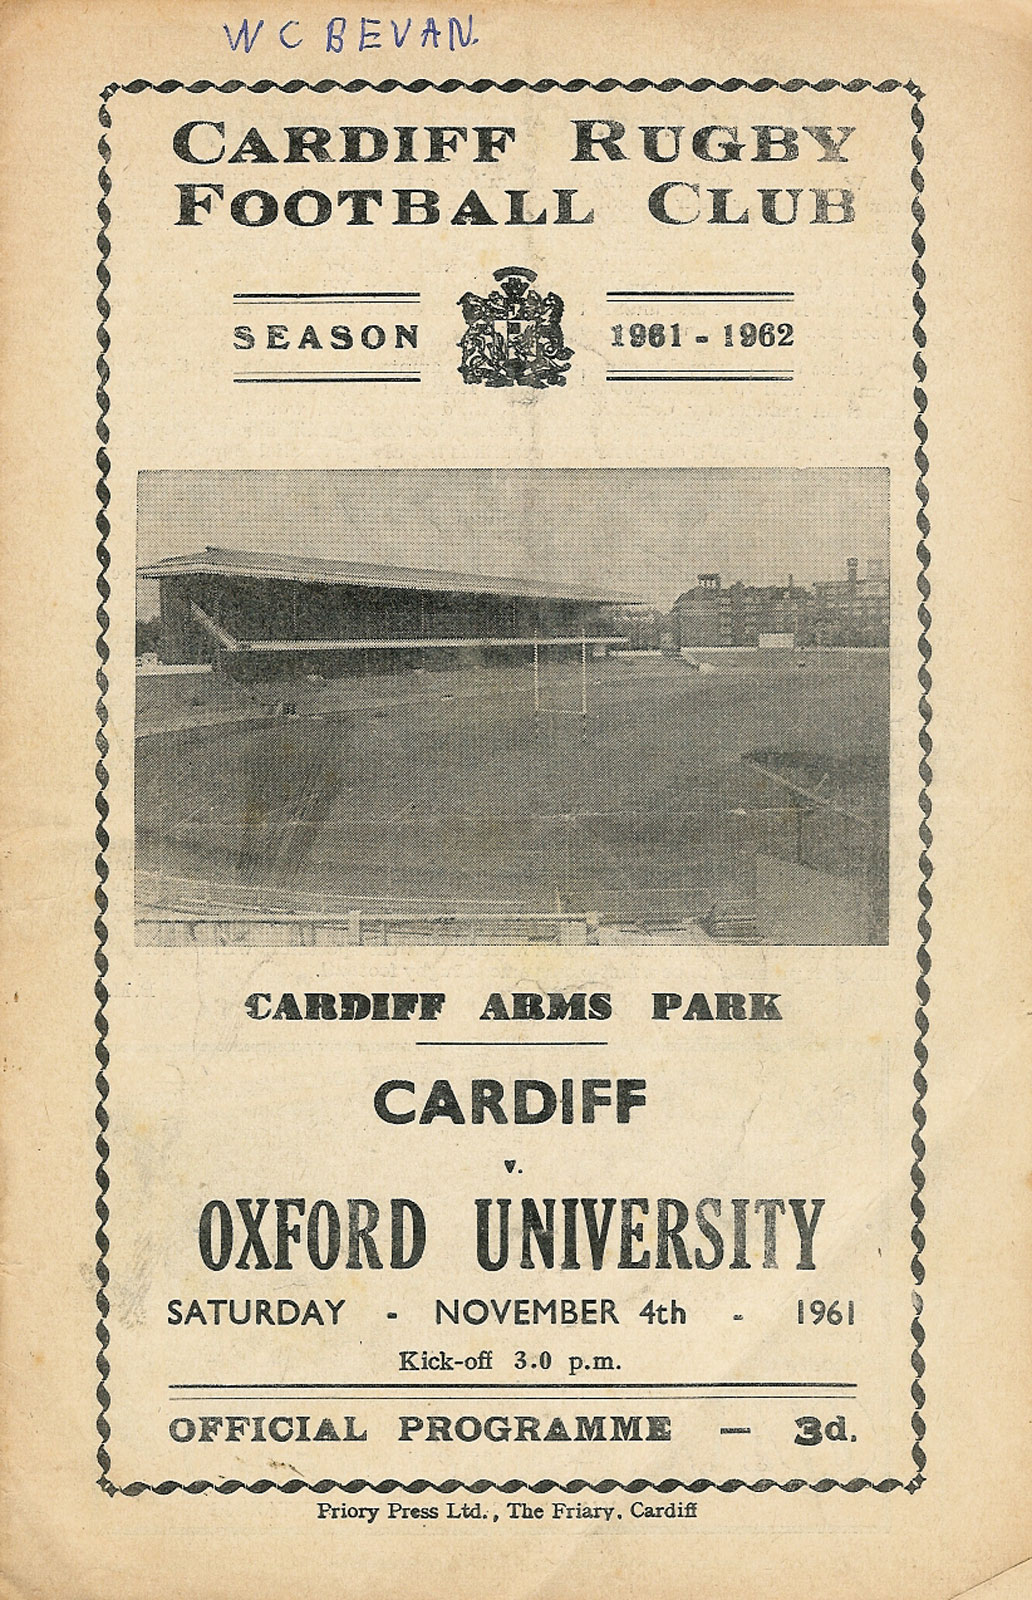 W C BEVAN.
CARDIFF RUGBY
FOOTBALL CLUB
SEASON 1961 - 1962
CARDIFF ARMS PARK
CARDIFF
v.
OXFORD UNIVERSITY
SATURDAY - NOVEMBER 4th - 1961
Kick-off 3.0 p.m.
OFFICIAL PROGRAMME — 3d.
Priory Press Ltd., The Friary, Cardiff